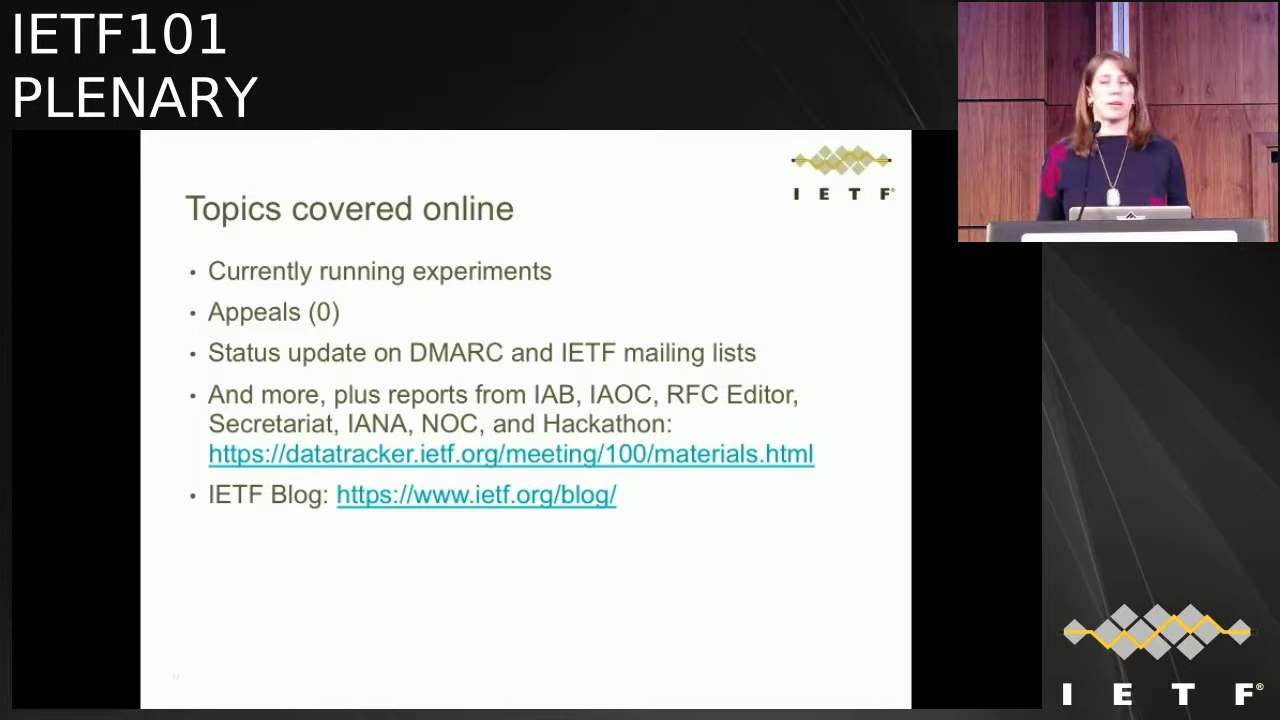 IETF101
PLENARY
I E T F®
Topics covered online
• Currently running experiments
• Appeals (0)
• Status update on DMARC and IETF mailing lists
• And more, plus reports from IAB, IAOC, RFC Editor,
Secretariat, IANA, NOC, and Hackathon:
https://datatracker.ietf.org/meeting/100/materials.html
• IETF Blog: https://www.ietf.org/blog/
I E T F®